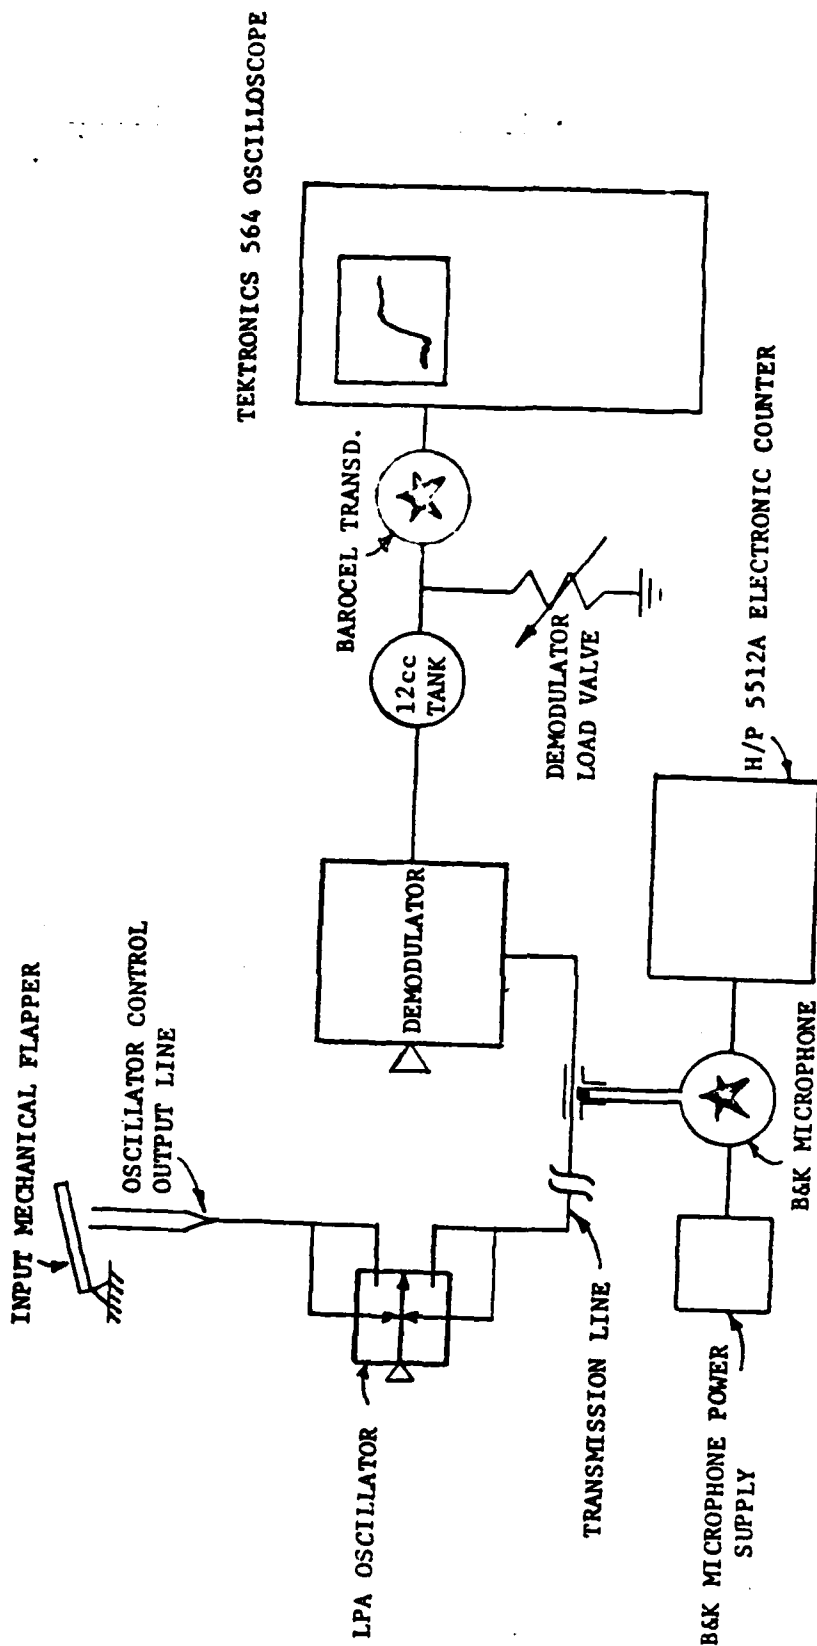 INPUT MECHANICAL FLAPPER
OSCILLATOR CONTROL
OUTPUT LINE
LPA OSCILLATOR
TRANSMISSION LINE
B&K MICROPHONE POWER
SUPPLY
B&K MICROPHONE
DEMODULATOR
H/P 5512A ELECTRONIC COUNTER
12cc
TANK
DEMODULATOR
LOAD VALVE
BAROCEL TRANSD.
TEKTRONICS 564 OSCILLOSCOPE